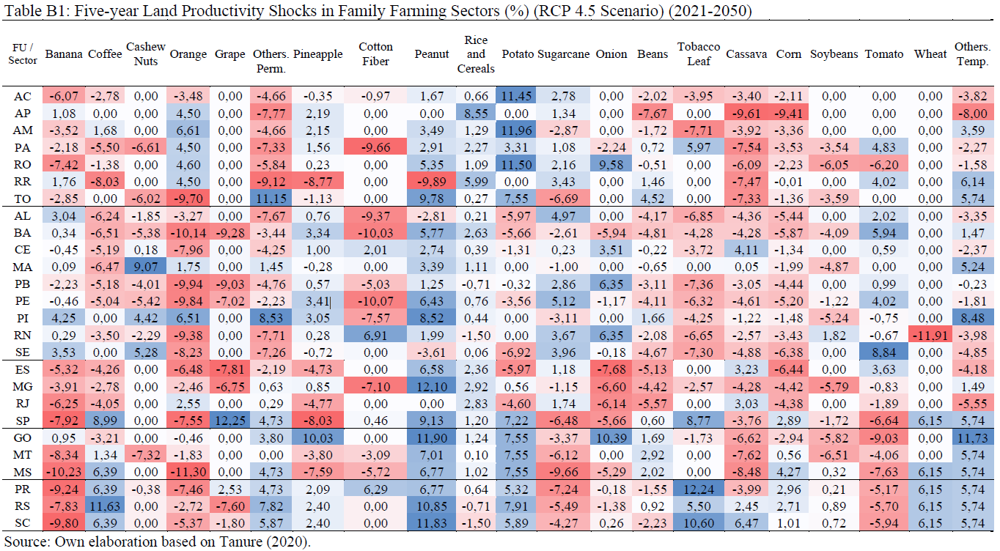 Table B1: Five-year Land Productivity Shocks in Family Farming Sectors (%) (RCP 4.5 Scenario) (2021-2050)
FU / Sector Banana Coffee Cashew Nuts Orange Grape Others. Perm. Pineapple Cotton Fiber Peanut Rice and Cereals Potato Sugarcane Onion Beans Tobacco Leaf Cassava Corn Soybeans Tomato Wheat Others. Temp.
AC -6,07 -2,78 0,00 -3,48 0,00 -4,66 -0,35 -0,97 1,67 0,66 11,45 2,78 0,00 -2,02 -3,95 -3,40 -2,11 0,00 0,00 0,00 -3,82
AP 1,08 0,00 0,00 4,50 0,00 -7,77 2,19 0,00 0,00 8,55 0,00 1,34 0,00 -7,67 0,00 -9,61 -9,41 0,00 0,00 0,00 -8,00
AM -3,52 1,68 0,00 6,61 0,00 -4,66 2,15 0,00 3,49 1,29 11,96 -2,87 0,00 -1,72 -7,71 -3,92 -3,36 0,00 0,00 0,00 3,59
PA -2,18 -5,50 -6,61 4,50 0,00 -7,33 1,56 -9,66 2,91 2,27 3,31 1,08 -2,24 0,72 5,97 -7,54 -3,53 -3,54 4,83 0,00 -2,27
RO -7,42 -1,38 0,00 4,60 0,00 -5,84 0,23 0,00 5,35 1,09 11,50 2,16 9,58 -0,51 0,00 -6,09 -2,23 -6,05 -6,20 0,00 -1,58
RR 1,76 -8,03 0,00 4,50 0,00 -9,12 -8,77 0,00 -9,89 5,99 0,00 3,43 0,00 1,46 0,00 -7,47 -0,01 0,00 4,02 0,00 6,14
TO -2,85 0,00 -6,02 -9,70 0,00 11,15 -1,13 0,00 9,78 0,27 7,55 -6,69 0,00 4,52 0,00 -7,33 -1,36 -3,59 0,00 0,00 5,74
AL 3,04 -6,24 -1,85 -3,27 0,00 -7,67 0,76 -9,37 -2,81 0,21 -5,97 4,97 0,00 -4,17 -6,85 -4,36 -5,44 0,00 2,02 0,00 -3,35
BA 0,34 -6,51 -5,38 -10,14 -9,28 -3,44 3,34 -10,03 5,77 2,63 -5,66 -2,61 -5,94 -4,81 -4,28 -4,28 -5,87 -4,09 5,94 0,00 1,47
CE -0,45 -5,19 0,18 -7,96 0,00 -4,25 1,00 2,01 2,74 0,39 -1,31 0,23 3,51 -0,22 -3,72 4,11 -1,34 0,00 0,59 0,00 -2,37
MA 0,09 -6,47 9,07 1,75 0,00 1,45 -0,28 0,00 3,39 1,11 0,00 -1,00 0,00 -0,65 0,00 0,05 -1,99 -4,87 0,00 0,00 5,24
PB -2,23 -5,18 -4,01 -9,94 -9,03 -4,76 0,57 -5,03 1,25 -0,71 -0,32 2,86 6,35 -3,11 -7,36 -3,05 -4,44 0,00 0,99 0,00 -0,23
PE -0,46 -5,04 -5,42 -9,84 -7,02 -2,23 3,41 -10,07 6,43 0,76 -3,56 5,12 -1,17 -4,11 -6,32 -4,61 -5,20 -1,22 4,02 0,00 -1,81
PI 4,25 0,00 4,42 6,51 0,00 8,53 3,05 -7,57 8,52 0,44 0,00 -3,11 0,00 1,66 -4,25 -1,22 -1,48 -5,24 -0,75 0,00 8,48
RN 0,29 -3,50 -2,29 -9,38 0,00 -7,71 0,28 6,91 1,99 -1,50 0,00 3,67 6,35 -2,08 -6,65 -2,57 -3,43 1,82 -0,67 -11,91 -3,98
SE 3,53 0,00 5,28 -8,23 0,00 -7,26 -0,72 0,00 -3,61 0,06 -6,92 3,96 -0,18 -4,67 -7,30 -4,88 -6,38 0,00 8,84 0,00 -4,85
ES -5,32 -4,26 0,00 -6,48 -7,81 -2,19 -4,73 0,00 6,58 2,36 -5,97 1,18 -7,68 -5,13 0,00 3,23 -6,44 0,00 3,63 0,00 -4,18
MG -3,91 -2,78 0,00 -2,46 -6,75 0,63 0,85 -7,10 12,10 2,92 0,56 -1,15 -6,60 -4,42 -2,57 -4,28 -4,42 -5,79 -0,83 0,00 1,49
RJ -6,25 -4,05 0,00 2,55 0,00 0,29 -4,77 0,00 0,00 2,83 -4,60 1,74 -6,14 -5,57 0,00 3,03 -4,38 0,00 -1,89 0,00 -5,55
SP -7,92 8,99 0,00 -7,55 12,25 4,73 -8,03 0,46 9,13 1,20 7,22 -6,48 -5,66 0,60 8,77 -3,76 2,89 -1,72 -6,64 6,15 5,74
GO 0,95 -3,21 0,00 -0,46 0,00 3,80 10,03 0,00 11,90 1,24 7,55 -3,37 10,39 1,69 -1,73 -6,62 -2,94 -5,82 -9,03 0,00 11,73
MT -8,34 1,34 -7,32 -1,83 0,00 0,00 -3,80 -3,09 7,01 0,10 7,55 -6,12 0,00 2,92 0,00 -7,62 0,56 -6,51 -4,06 0,00 5,74
MS -10,23 6,39 0,00 -11,30 0,00 4,73 -7,59 -5,72 6,77 1,02 7,55 -9,66 -5,29 2,02 0,00 -8,48 4,27 0,32 -7,63 6,15 5,74
PR -9,24 6,39 -0,38 -7,46 2,53 4,73 2,09 6,29 6,77 0,64 5,32 -7,24 -0,18 -1,55 12,24 -3,99 2,96 0,21 -5,17 6,15 5,74
RS -7,83 11,63 0,00 -2,72 -7,60 7,82 2,40 0,00 10,85 -0,71 7,91 -5,49 -1,38 0,92 5,50 2,45 2,71 0,89 -5,70 6,15 5,74
SC -9,80 6,39 0,00 -5,37 -1,80 5,87 2,40 0,00 11,83 -1,50 5,89 -4,27 0,26 -2,23 10,60 6,47 1,01 0,72 -5,94 6,15 5,74
Source: Own elaboration based on Tanure (2020).